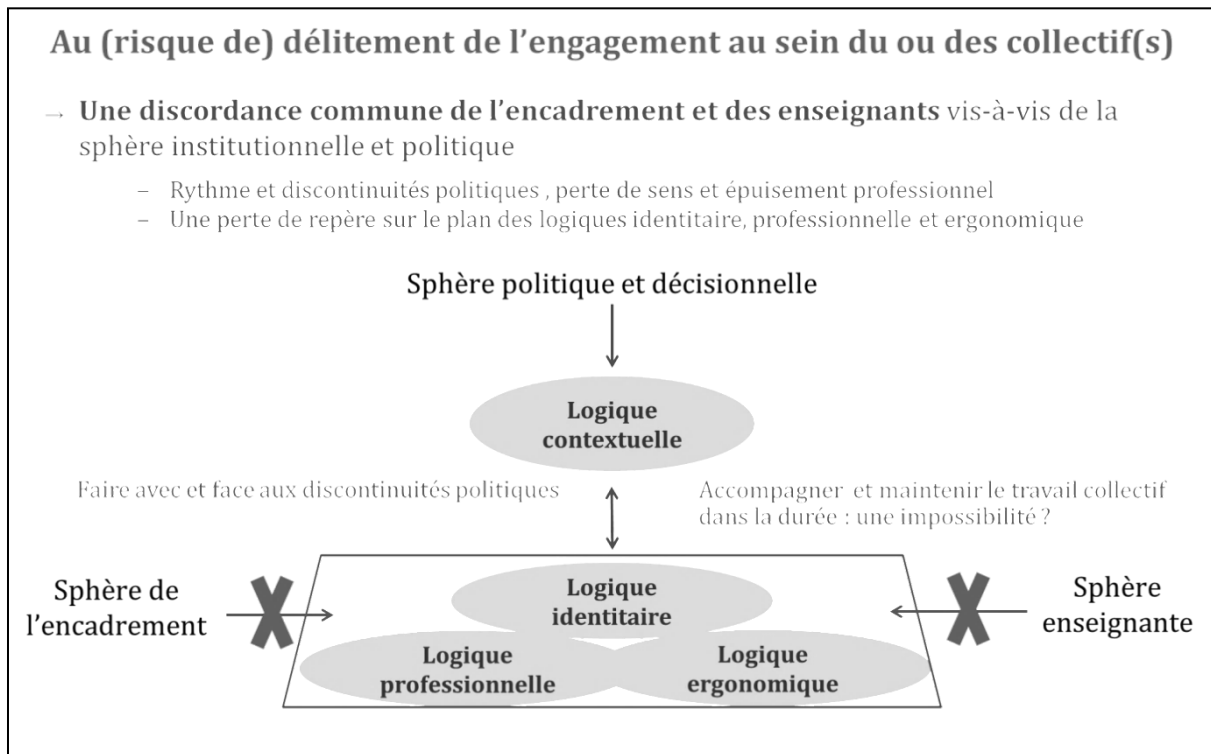 Au (risque de) délitement de l'engagement au sein du ou des collectif(s)
→ Une discordance commune de l'encadrement et des enseignants vis-à-vis de la
sphère institutionnelle et politique
– Rythme et discontinuités politiques , perte de sens et épuisement professionnel
– Une perte de repère sur le plan des logiques identitaire, professionnelle et ergonomique
Sphère politique et décisionnelle
Logique
contextuelle
Faire avec et face aux discontinuités politiques
Accompagner et maintenir le travail collectif
dans la durée : une impossibilité ?
Sphère de
l'encadrement
Logique
identitaire
Sphère
enseignante
Logique
professionnelle
Logique
ergonomique